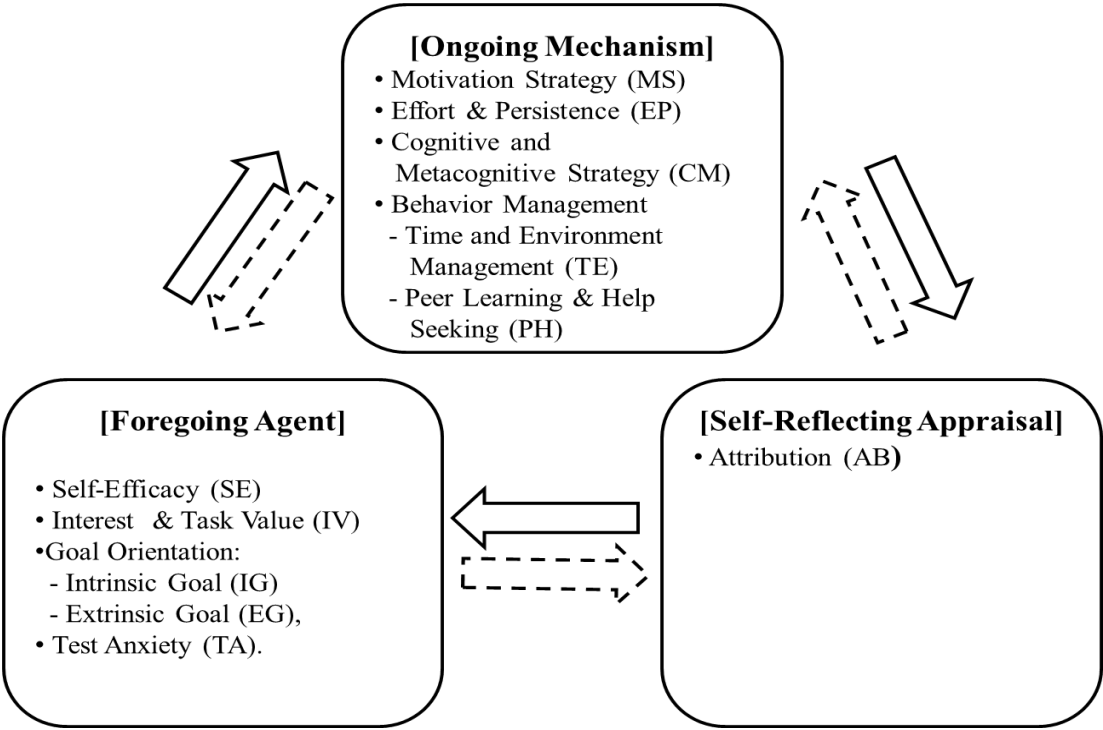 [Ongoing Mechanism]
• Motivation Strategy (MS)
• Effort & Persistence (EP)
• Cognitive and
Metacognitive Strategy (CM)
• Behavior Management
- Time and Environment
Management (TE)
- Peer Learning & Help
Seeking (PH)
[Foregoing Agent]
• Self-Efficacy (SE)
• Interest & Task Value (IV)
•Goal Orientation:
- Intrinsic Goal (IG)
- Extrinsic Goal (EG),
• Test Anxiety (TA).
[Self-Reflecting Appraisal]
• Attribution (AB)